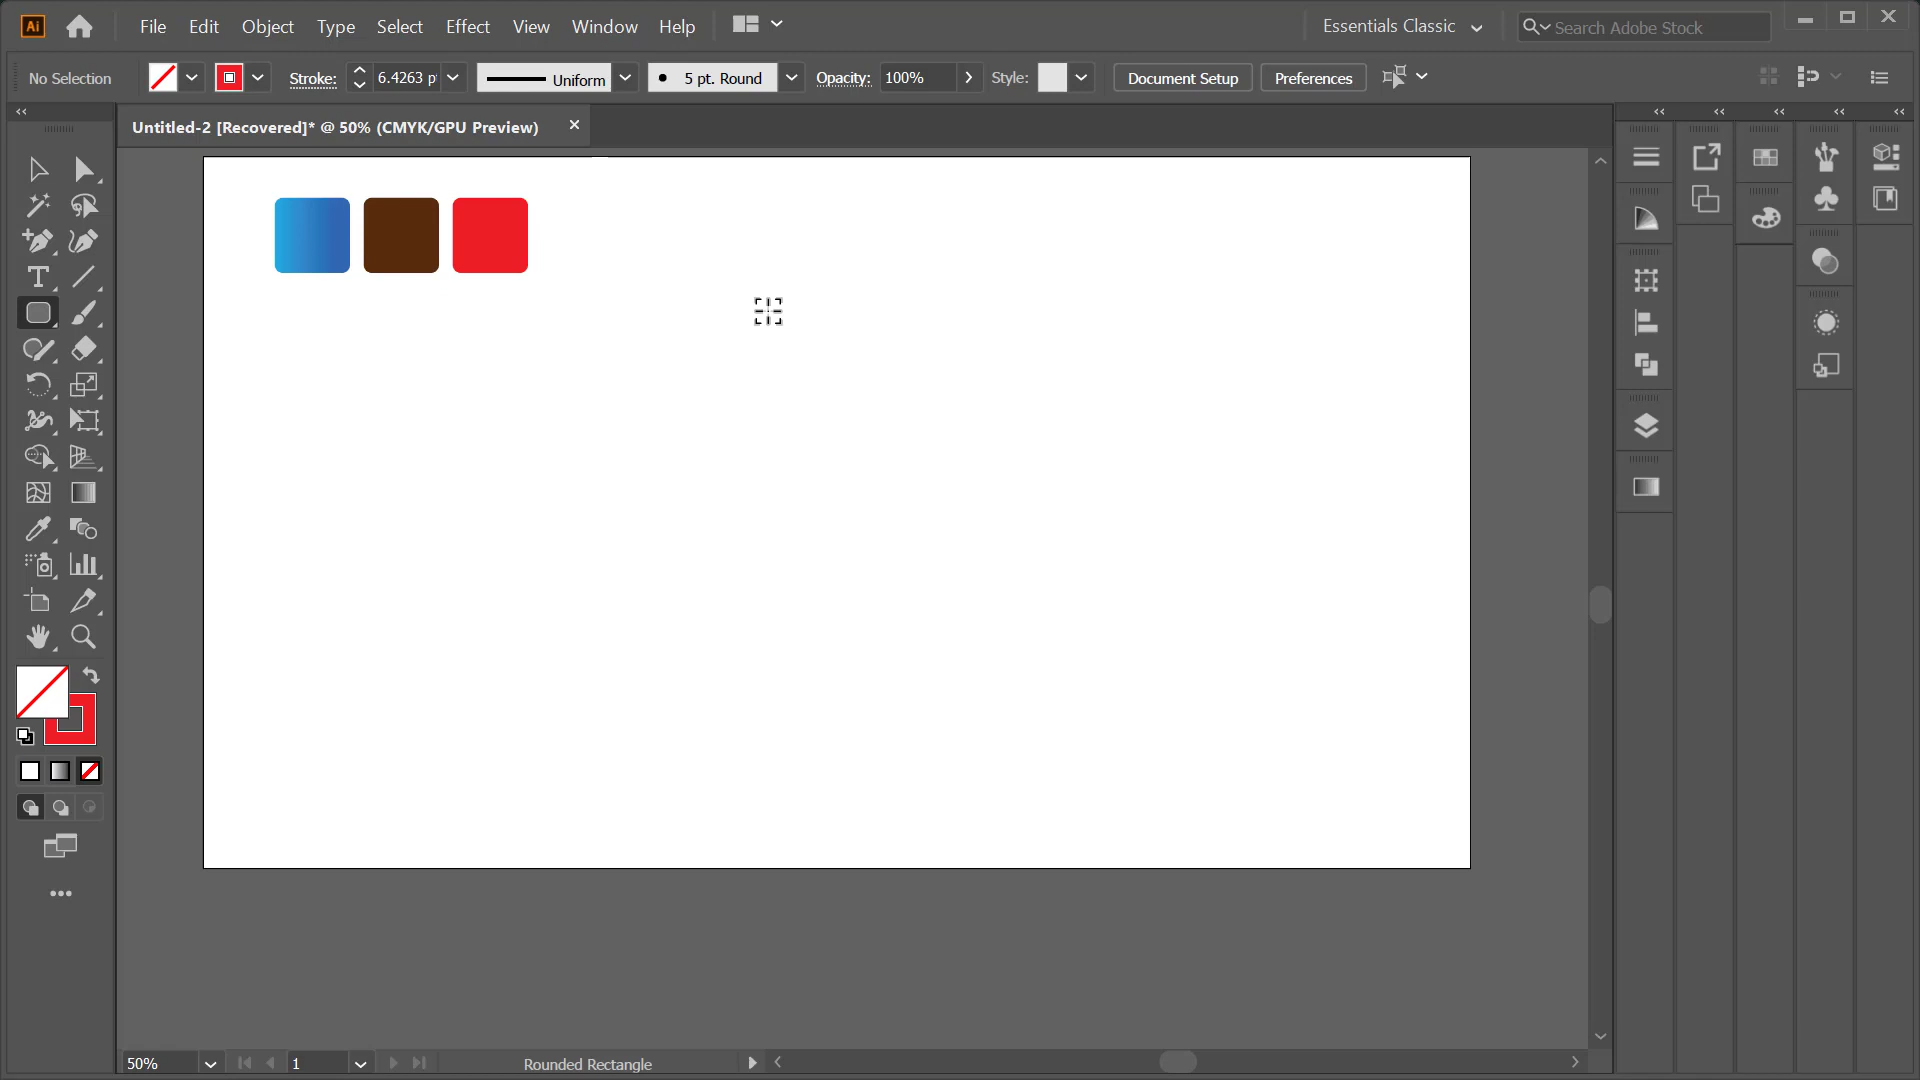 Ai File Edit Object Type Select Effect View Window Help Essentials Classic Search Adobe Stock
No Selection Stroke: 6.4263 p Uniform 5 pt. Round Opacity: 100% Style: Document Setup Preferences
Untitled-2 [Recovered]* @ 50% (CMYK/GPU Preview)
50% 1 Rounded Rectangle